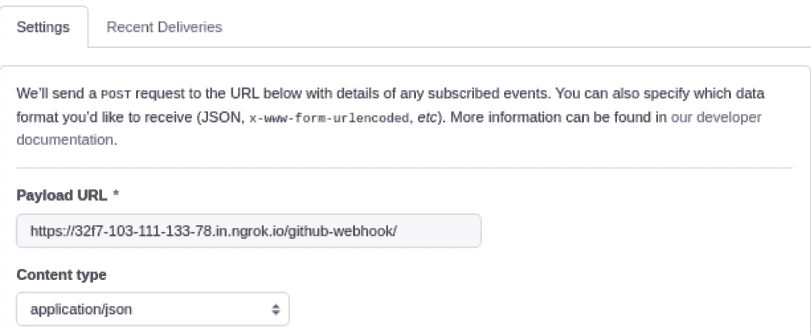 Settings
Recent Deliveries
We'll send a POST request to the URL below with details of any subscribed events. You can also specify which data
format you'd like to receive (JSON, x-www-form-urlencoded, etc). More information can be found in our developer
documentation.
Payload URL *
https://32f7-103-111-133-78.in.ngrok.io/github-webhook/
Content type
application/json